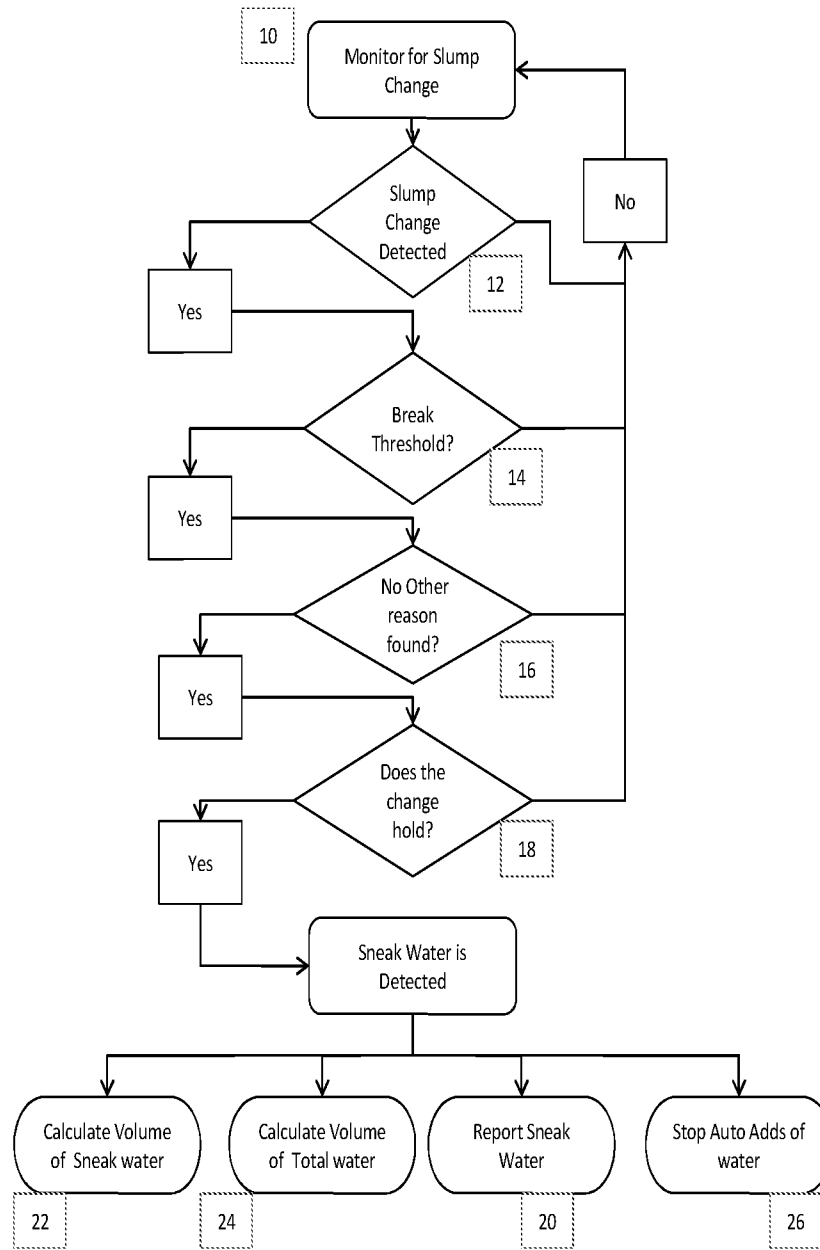 10
Monitor for Slump
Change
No
Slump
Change
Detected
12
Yes
Break
Threshold?
14
Yes
No Other
reason
found?
16
Yes
Does the
change
hold?
18
Yes
Sneak Water is
Detected
Calculate Volume
of Sneak water
22
Calculate Volume
of Total water
24
Report Sneak
Water
20
Stop Auto Adds of
water
26